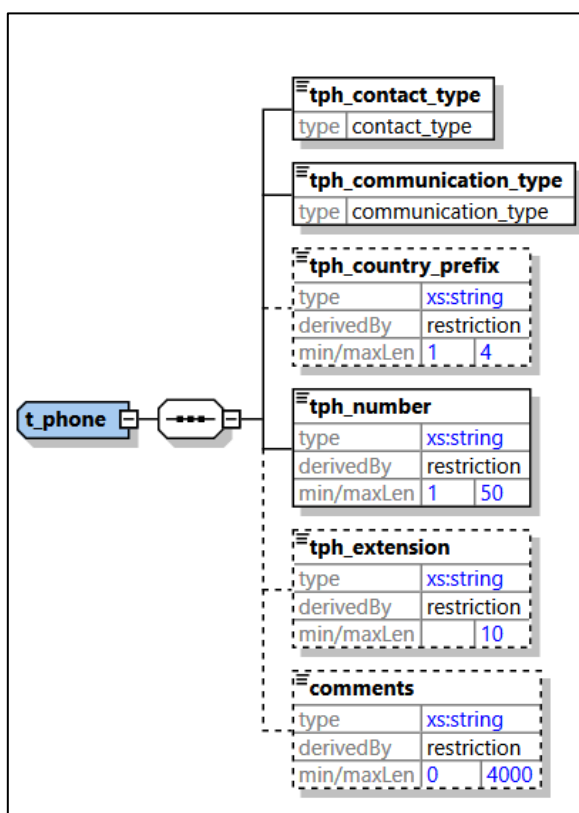 tph_contact_type
type contact_type
tph_communication_type
type communication_type
tph_country_prefix
type xs:string
derivedBy restriction
min/maxLen 1 4
t_phone
tph_number
type xs:string
derivedBy restriction
min/maxLen 1 50
tph_extension
type xs:string
derivedBy restriction
min/maxLen 10
comments
type xs:string
derivedBy restriction
min/maxLen 0 4000